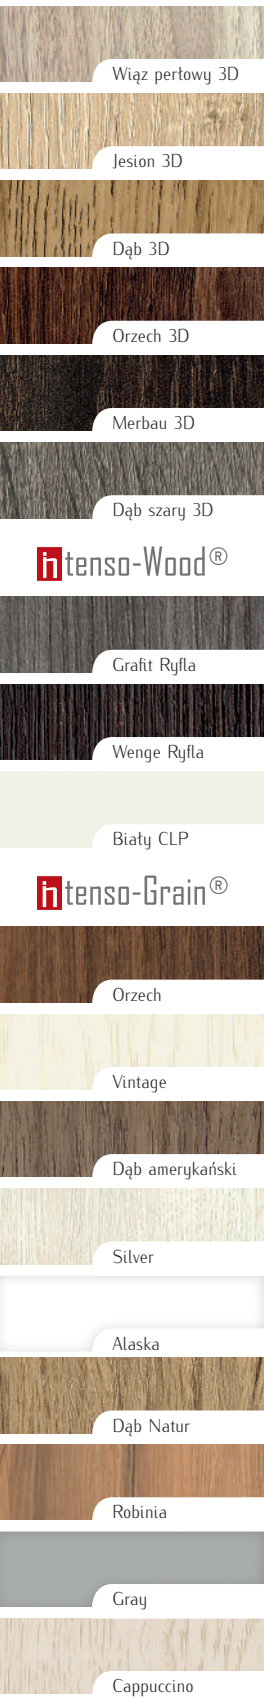 Wiąz perłowy 3D
Jesion 3D
Dąb 3D
Orzech 3D
Merbau 3D
Dąb szary 3D
intenso-Wood®
Grafit Ryfla
Wenge Ryfla
Biały CLP
intenso-Grain®
Orzech
Vintage
Dąb amerykański
Silver
Alaska
Dąb Natur
Robinia
Gray
Cappuccino